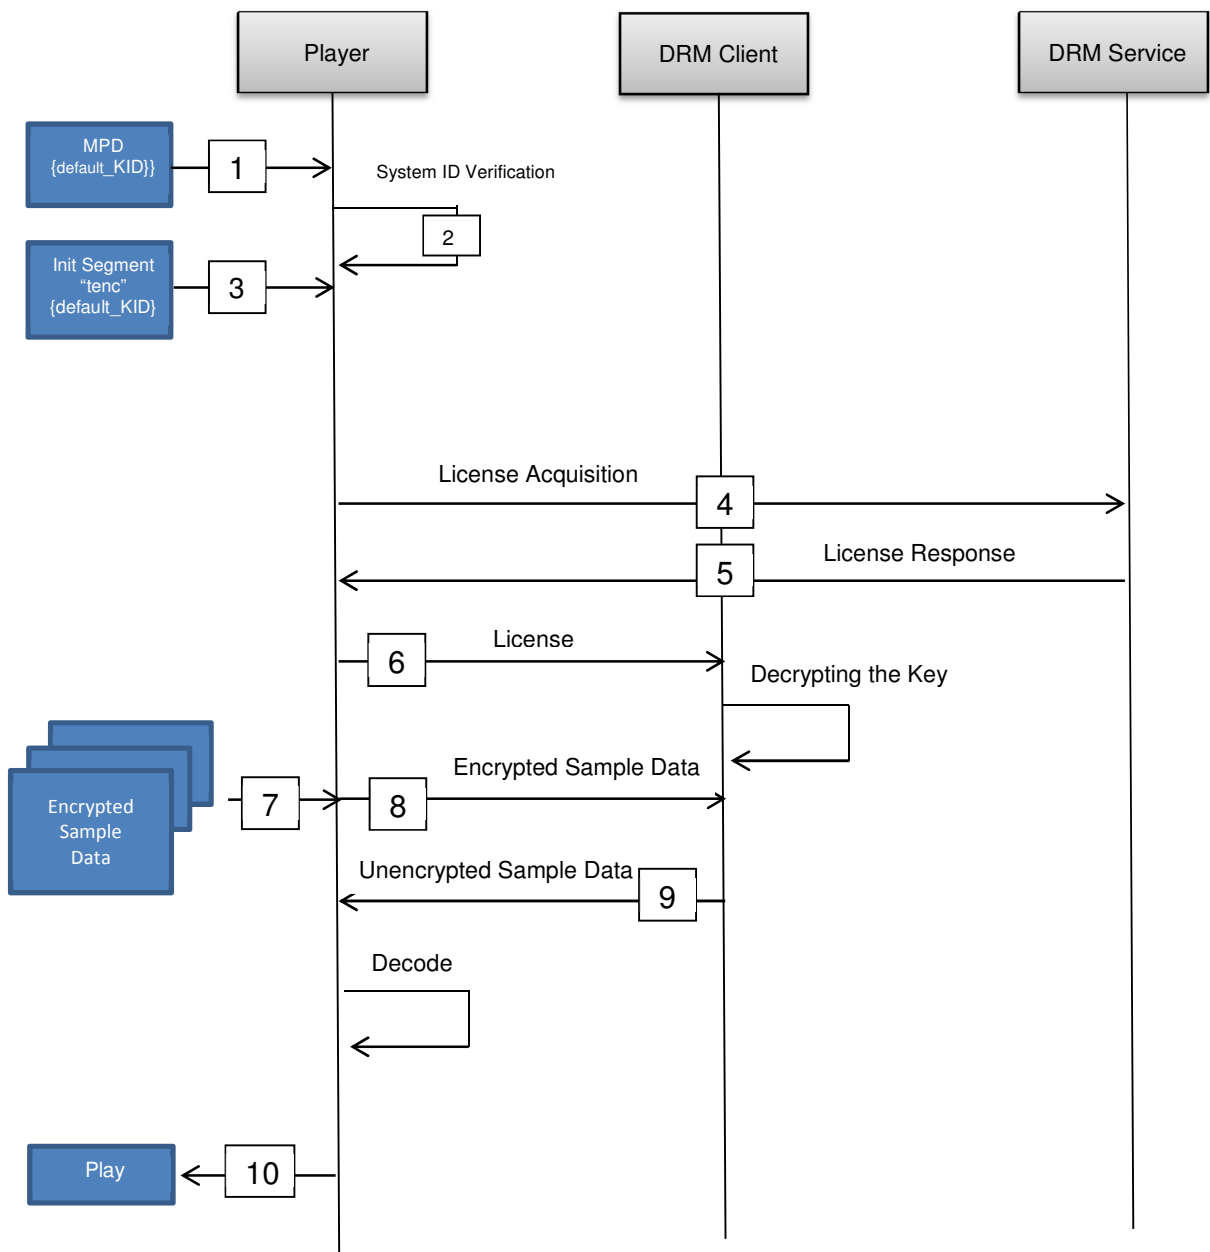 Player
DRM Client
DRM Service
MPD
{default_KID}}
1
System ID Verification
2
Init Segment
“tenc”
{default_KID}
3
License Acquisition
4
License Response
5
License
6
Decrypting the Key
Encrypted Sample Data
Encrypted
Sample
Data
7
8
Unencrypted Sample Data
9
Decode
Play
10